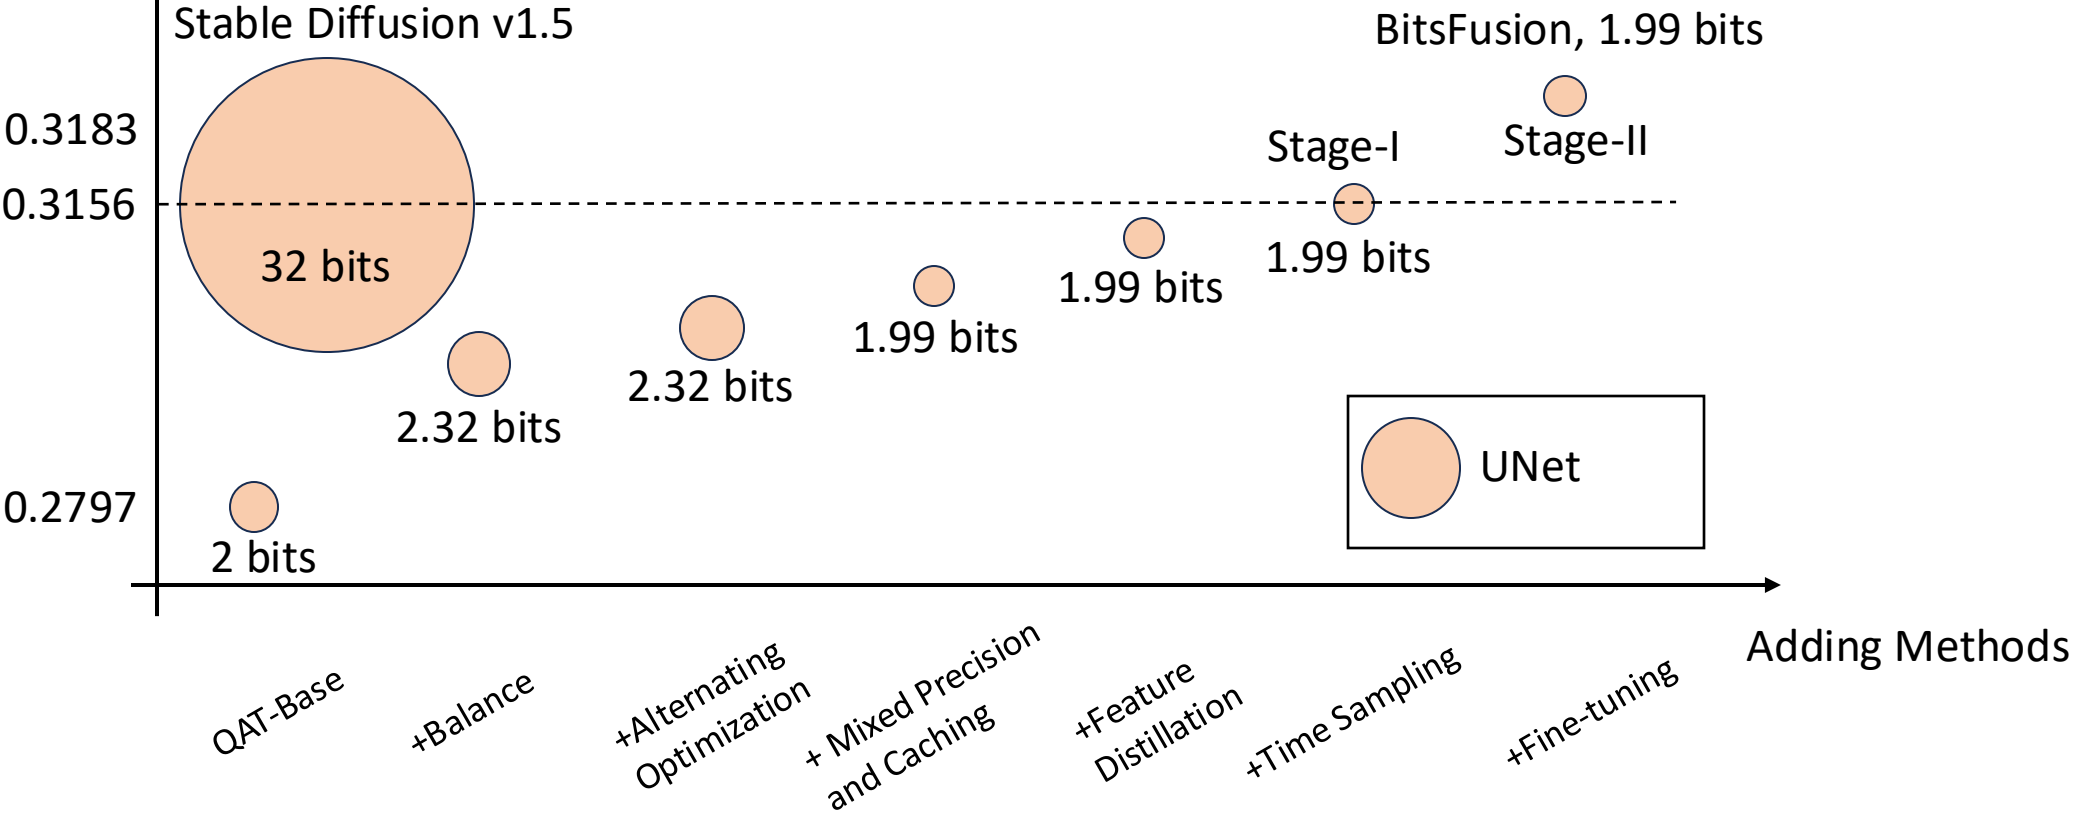 Stable Diffusion v1.5
BitsFusion, 1.99 bits
0.3183
0.3156
0.2797
32 bits
2 bits
2.32 bits
2.32 bits
1.99 bits
1.99 bits
Stage-I
1.99 bits
Stage-II
UNet
QAT-Base
+Balance
+Alternating
Optimization
+ Mixed Precision
and Caching
+Feature
Distillation
+Time Sampling
+Fine-tuning
Adding Methods